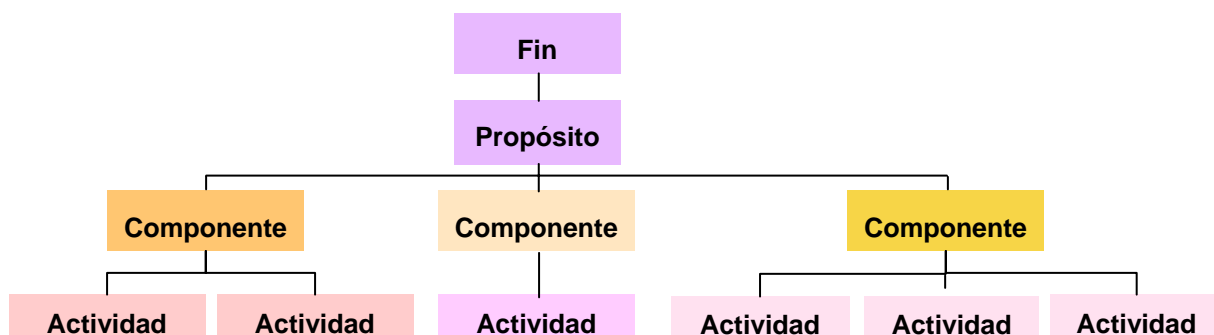 Fin
Propósito
Componente Componente Componente
Actividad Actividad Actividad Actividad Actividad Actividad